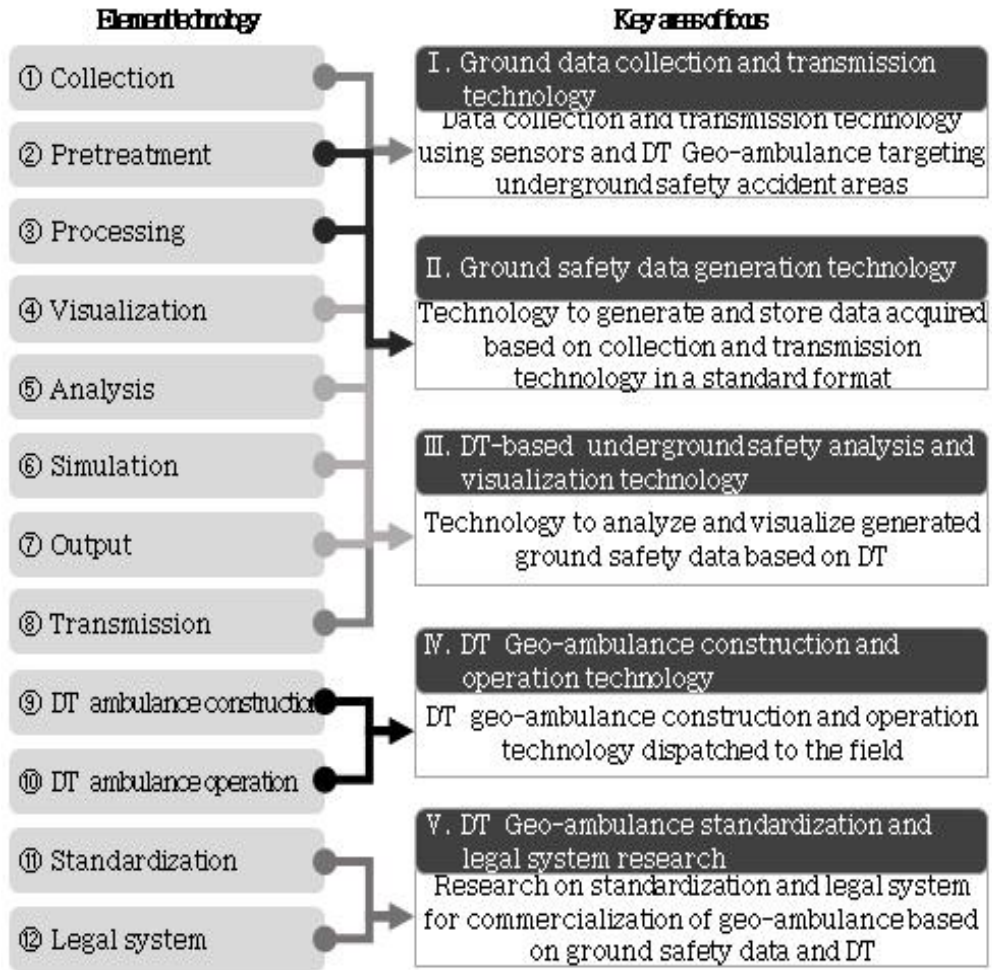 Element technology
Key areas of focus
① Collection
② Pretreatment
③ Processing
④ Visualization
⑤ Analysis
⑥ Simulation
⑦ Output
⑧ Transmission
⑨ DT ambulance construction
⑩ DT ambulance operation
⑪ Standardization
⑫ Legal system
Ⅰ. Ground data collection and transmission
technology
Data collection and transmission technology
using sensors and DT Geo-ambulance targeting
underground safety accident areas
Ⅱ. Ground safety data generation technology
Technology to generate and store data acquired
based on collection and transmission
technology in a standard format
Ⅲ. DT-based underground safety analysis and
visualization technology
Technology to analyze and visualize generated
ground safety data based on DT
Ⅳ. DT Geo-ambulance construction and
operation technology
DT geo-ambulance construction and operation
technology dispatched to the field
Ⅴ. DT Geo-ambulance standardization and
legal system research
Research on standardization and legal system
for commercialization of geo-ambulance based
on ground safety data and DT